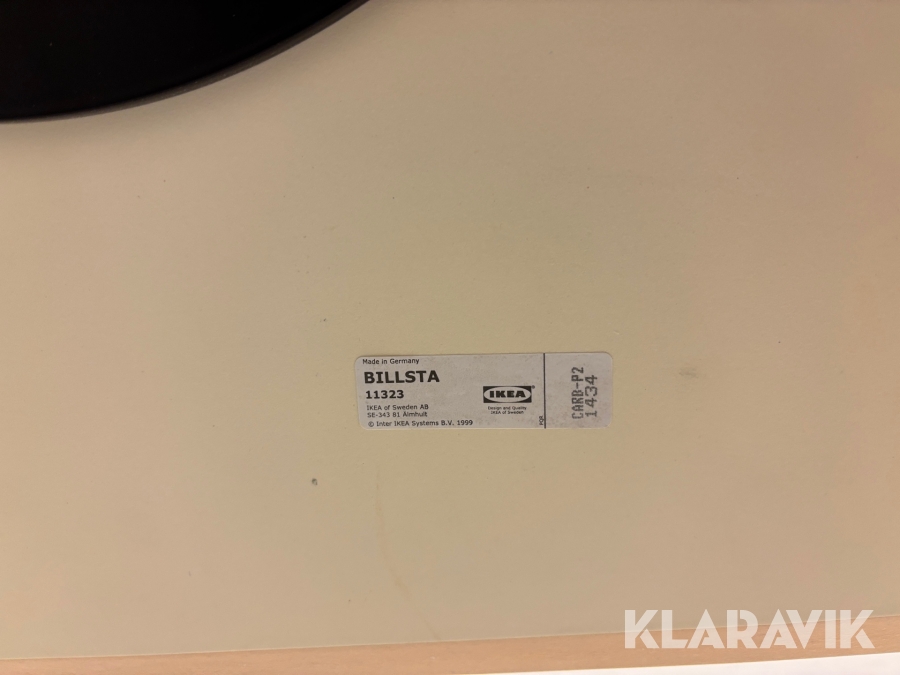 Made in Germany
BILLSTA
11323
IKEA of Sweden AB
SE-343 81 Älmhult
© Inter IKEA Systems B.V. 1999
IKEA
Design and Quality
IKEA of Sweden
PQR
CARB-P2
1434
KLARAVIK